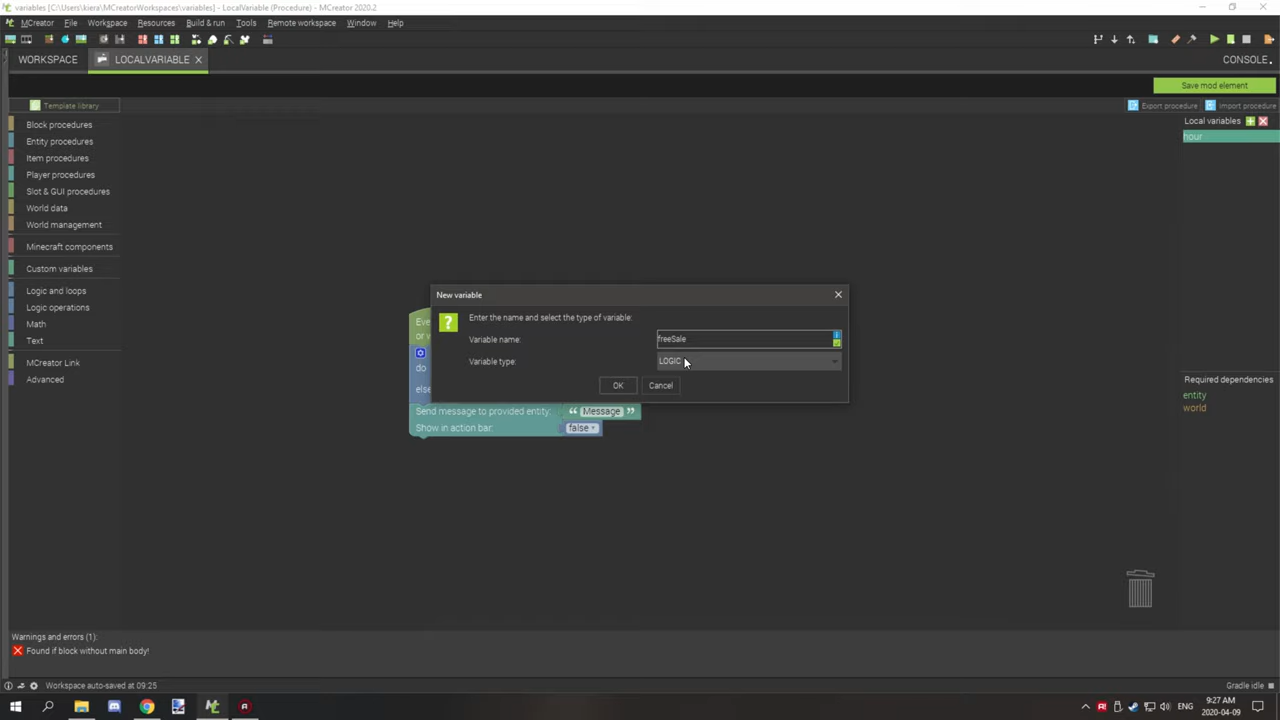 variables [C:\Users\kiera\MCreatorWorkspaces\variables] - LocalVariable (Procedure) - MCreator 2020.2
MCreator File Workspace Resources Build & run Tools Remote workspace Window Help
WORKSPACE LOCALVARIABLE CONSOLE
Save mod element
Template library Export procedure Import procedure
Block procedures
Entity procedures
Item procedures
Player procedures
Slot & GUI procedures
World data
World management
Minecraft components
Custom variables
Logic and loops
Logic operations
Math
Text
MCreator Link
Advanced
Local variables
hour
New variable
Enter the name and select the type of variable:
Variable name: freeSale
Variable type: LOGIC
OK Cancel
Eve
or v
do
else
Send message to provided entity: “ Message ”
Show in action bar: false
Required dependencies
entity
world
Warnings and errors (1):
Found if block without main body!
Workspace auto-saved at 09:25 Gradle idle
ENG 9:27 AM
2020-04-09